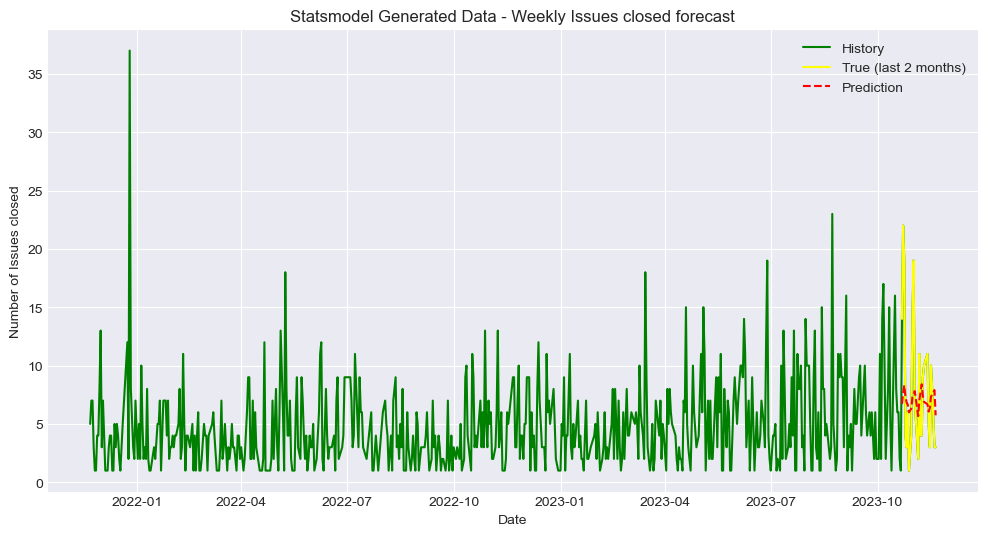 Statsmodel Generated Data - Weekly Issues closed forecast
History
True (last 2 months)
Prediction
Number of Issues closed
35
30
25
20
15
10
5
0
2022-01
2022-04
2022-07
2022-10
2023-01
2023-04
2023-07
2023-10
Date